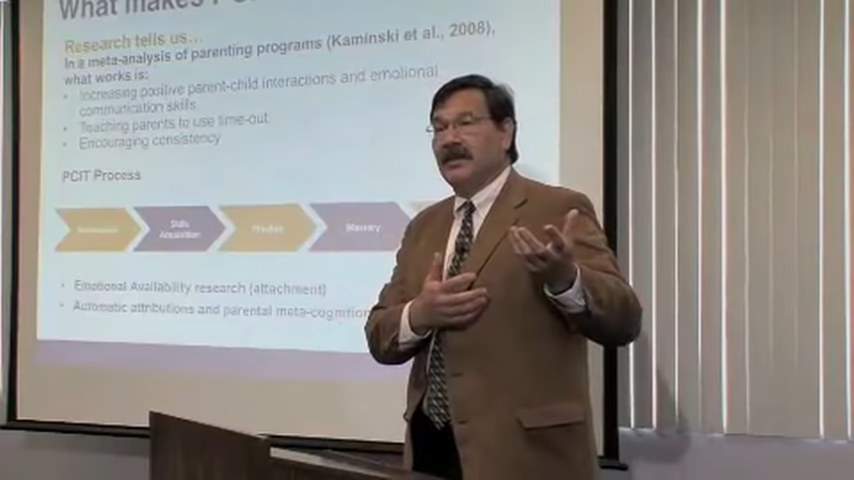 What makes
Research tells us...
In a meta-analysis of parenting programs (Kaminski et al., 2008),
what works is:
• Increasing positive parent-child interactions and emotional
communication skills
• Teaching parents to use time-out
• Encouraging consistency
PCIT Process
Skills
Acquisition
Practice
Mastery
• Emotional Availability research (attachment)
• Automatic attributions and parental meta-cognition